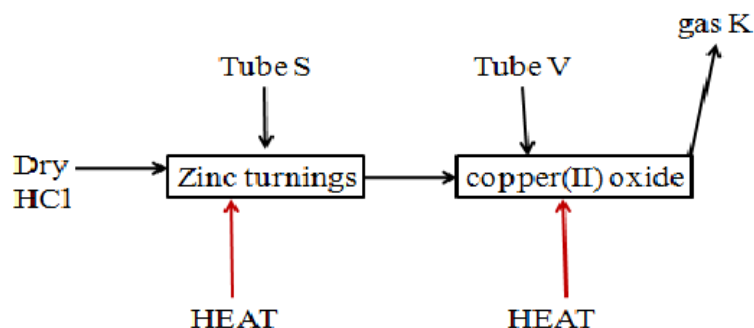 gas K
Tube S
Tube V
Dry
HCl
Zinc turnings
copper(II) oxide
HEAT
HEAT